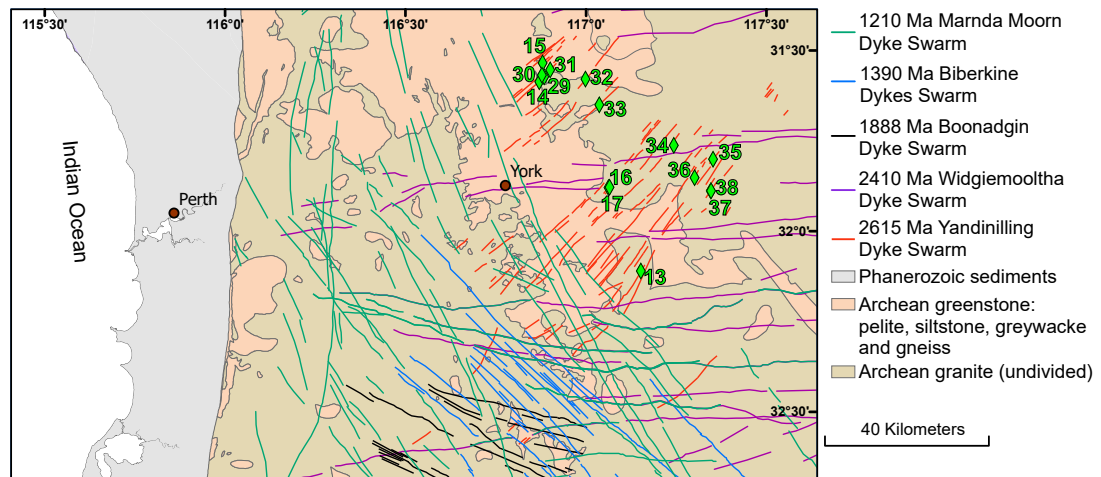 115°30'
116°0'
116°30'
117°0'
117°30'
31°30'
32°0'
32°30'
Indian Ocean
Perth
York
15
31
30
29
32
14
33
34
35
36
38
37
16
17
13
1210 Ma Marnda Moorn
Dyke Swarm
1390 Ma Biberkine
Dykes Swarm
1888 Ma Boonadgin
Dyke Swarm
2410 Ma Widgiemooltha
Dyke Swarm
2615 Ma Yandinilling
Dyke Swarm
Phanerozoic sediments
Archean greenstone:
pelite, siltstone, greywacke
and gneiss
Archean granite (undivided)
40 Kilometers